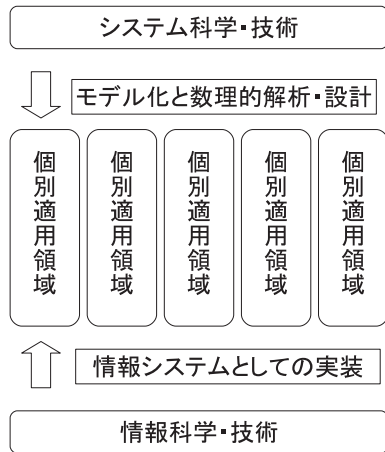 システム科学・技術
モデル化と数理的解析・設計
個別適用領域
個別適用領域
個別適用領域
個別適用領域
個別適用領域
情報システムとしての実装
情報科学・技術